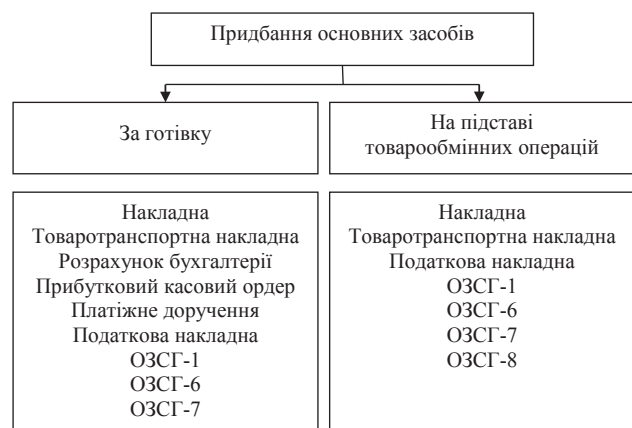 Придбання основних засобів
За готівку
На підставі
товарообмінних операцій
Накладна
Товаротранспортна накладна
Розрахунок бухгалтерії
Прибутковий касовий ордер
Платіжне доручення
Податкова накладна
ОЗСГ-1
ОЗСГ-6
ОЗСГ-7
Накладна
Товаротранспортна накладна
Податкова накладна
ОЗСГ-1
ОЗСГ-6
ОЗСГ-7
ОЗСГ-8